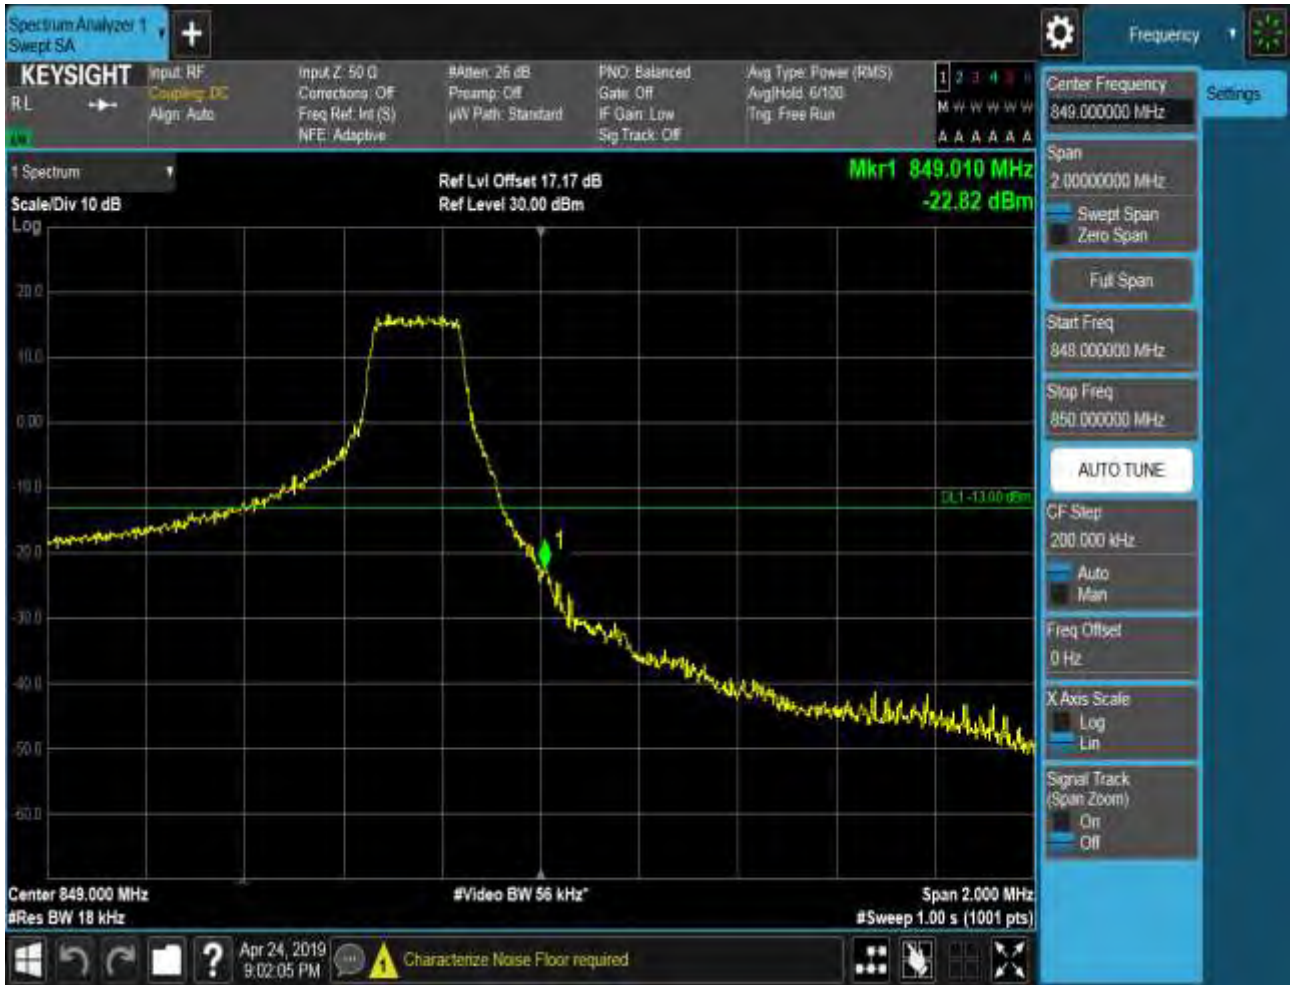 Spectrum Analyzer 1
Swept SA
+
Frequency
KEYSIGHT
RL
Input: RF
Coupling: DC
Align: Auto
Input Z: 50 Ω
Corrections: Off
Freq Ref: Int (S)
NFE: Adaptive
#Atten: 26 dB
Preamp: Off
µW Path: Standard
PNO: Balanced
Gate: Off
IF Gain: Low
Sig Track: Off
Avg Type: Power (RMS)
Avg|Hold: 6/100
Trig: Free Run
1 2 3 4 5 6
M W W W W W
A A A A A A
1 Spectrum
Scale/Div 10 dB
Log
Ref Lvl Offset 17.17 dB
Ref Level 30.00 dBm
Mkr1 849.010 MHz
-22.82 dBm
20.0
10.0
0.00
-10.0
-20.0
-30.0
-40.0
-50.0
-60.0
DL1 -13.00 dBm
1
Center 849.000 MHz
#Res BW 18 kHz
#Video BW 56 kHz*
Span 2.000 MHz
#Sweep 1.00 s (1001 pts)
Center Frequency
849.000000 MHz
Settings
Span
2.00000000 MHz
Swept Span
Zero Span
Full Span
Start Freq
848.000000 MHz
Stop Freq
850.000000 MHz
AUTO TUNE
CF Step
200.000 kHz
Auto
Man
Freq Offset
0 Hz
X Axis Scale
Log
Lin
Signal Track
(Span Zoom)
On
Off
?
Apr 24, 2019
9:02:05 PM
Characterize Noise Floor required